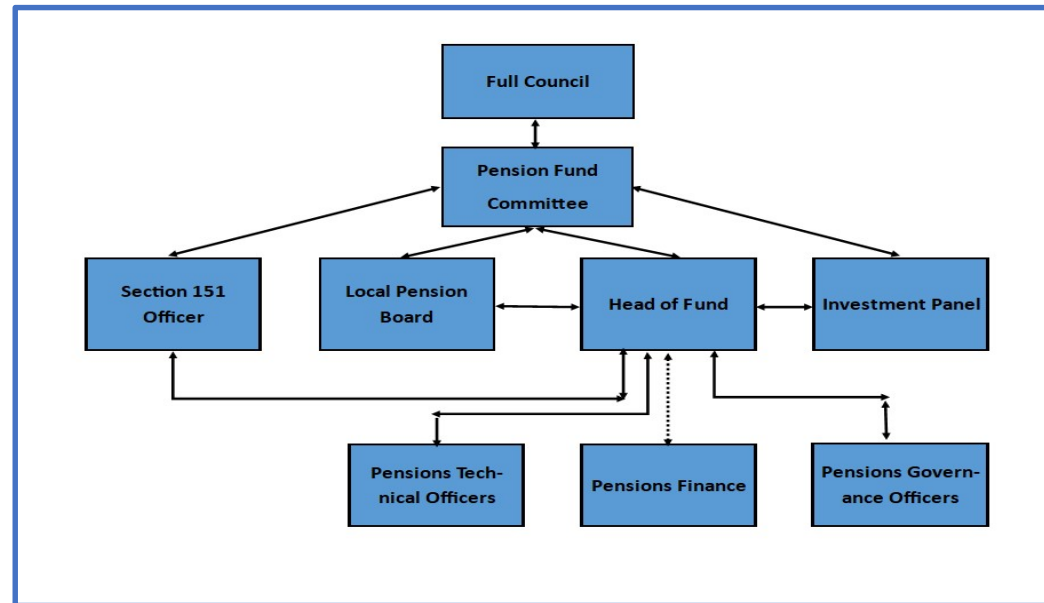 Full Council
Pension Fund
Committee
Section 151
Officer
Local Pension
Board
Head of Fund
Investment Panel
Pensions Tech-
nical Officers
Pensions Finance
Pensions Govern-
ance Officers